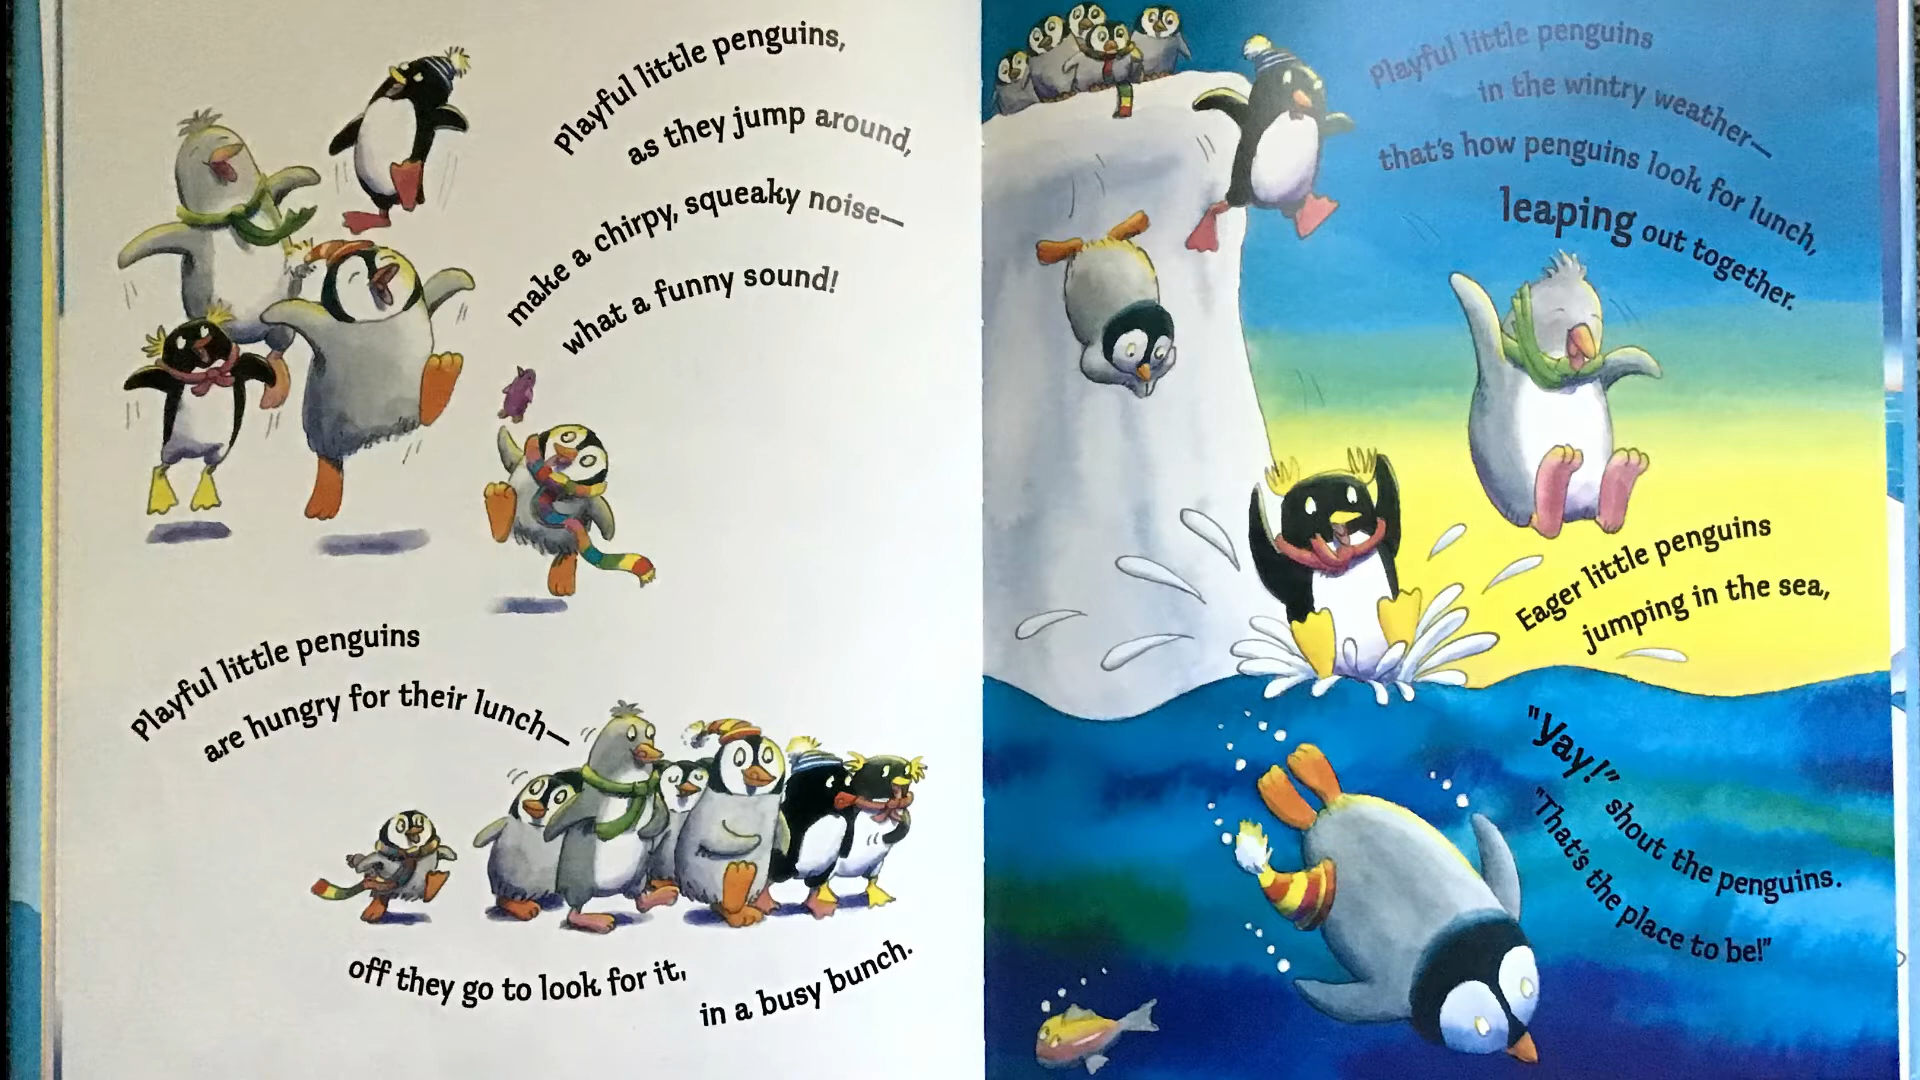 Playful little penguins,
as they jump around,
make a chirpy, squeaky noise—
what a funny sound!
Playful little penguins
are hungry for their lunch—
off they go to look for it,
in a busy bunch.
Playful little penguins
in the wintry weather—
that's how penguins look for lunch,
leaping out together.
Eager little penguins
jumping in the sea,
"Yay!" shout the penguins.
"That's the place to be!"